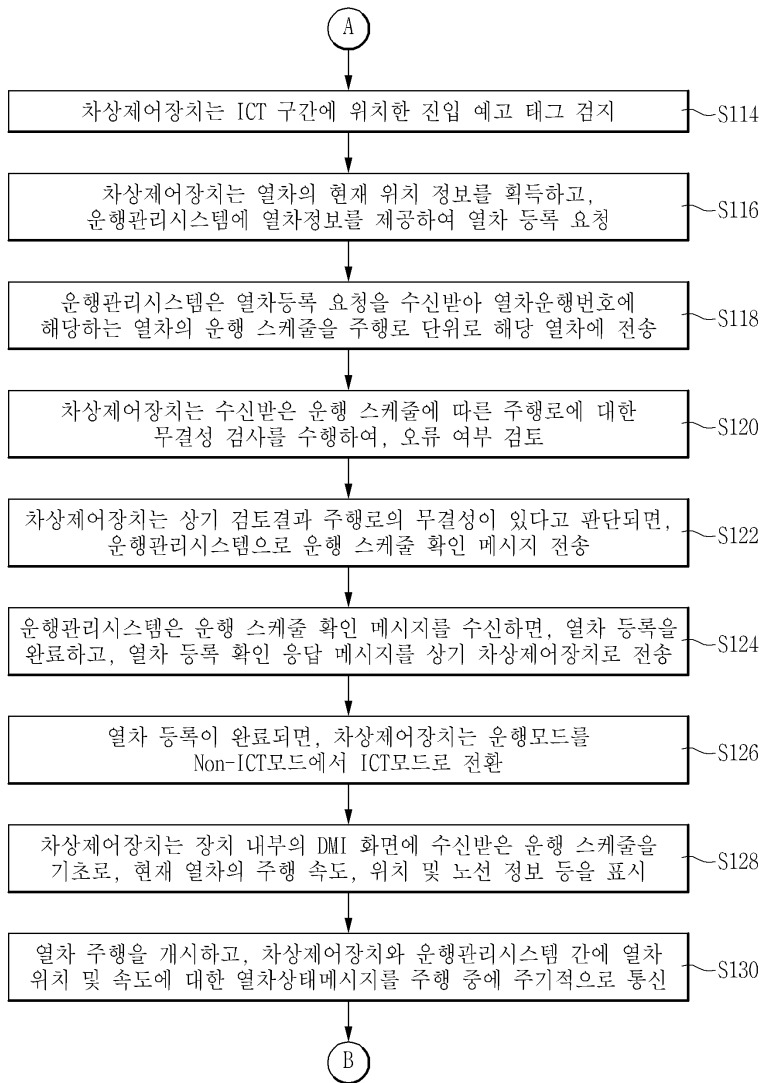 A
차상제어장치는 ICT 구간에 위치한 진입 예고 태그 검지
S114
차상제어장치는 열차의 현재 위치 정보를 획득하고,
운행관리시스템에 열차정보를 제공하여 열차 등록 요청
S116
운행관리시스템은 열차등록 요청을 수신받아 열차운행번호에
해당하는 열차의 운행 스케줄을 주행로 단위로 해당 열차에 전송
S118
차상제어장치는 수신받은 운행 스케줄에 따른 주행로에 대한
무결성 검사를 수행하여, 오류 여부 검토
S120
차상제어장치는 상기 검토결과 주행로의 무결성이 있다고 판단되면,
운행관리시스템으로 운행 스케줄 확인 메시지 전송
S122
운행관리시스템은 운행 스케줄 확인 메시지를 수신하면, 열차 등록을
완료하고, 열차 등록 확인 응답 메시지를 상기 차상제어장치로 전송
S124
열차 등록이 완료되면, 차상제어장치는 운행모드를
Non-ICT모드에서 ICT모드로 전환
S126
차상제어장치는 장치 내부의 DMI 화면에 수신받은 운행 스케줄을
기초로, 현재 열차의 주행 속도, 위치 및 노선 정보 등을 표시
S128
열차 주행을 개시하고, 차상제어장치와 운행관리시스템 간에 열차
위치 및 속도에 대한 열차상태메시지를 주행 중에 주기적으로 통신
S130
B